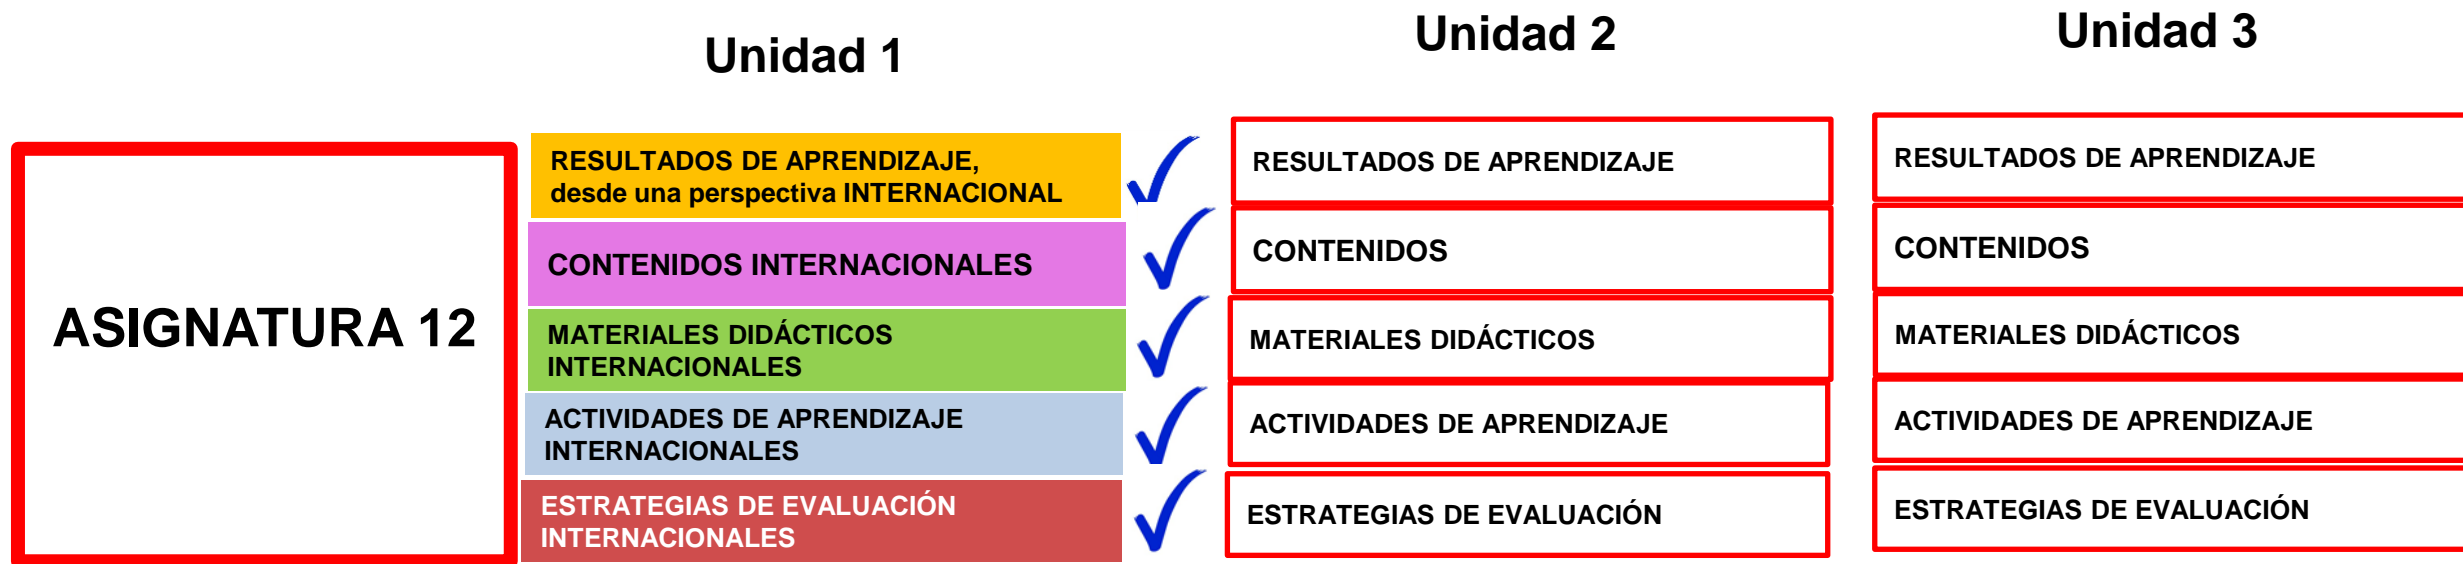 Unidad 1
Unidad 2
Unidad 3
ASIGNATURA 12
RESULTADOS DE APRENDIZAJE,
desde una perspectiva INTERNACIONAL
CONTENIDOS INTERNACIONALES
MATERIALES DIDÁCTICOS
INTERNACIONALES
ACTIVIDADES DE APRENDIZAJE
INTERNACIONALES
ESTRATEGIAS DE EVALUACIÓN
INTERNACIONALES
RESULTADOS DE APRENDIZAJE
CONTENIDOS
MATERIALES DIDÁCTICOS
ACTIVIDADES DE APRENDIZAJE
ESTRATEGIAS DE EVALUACIÓN
RESULTADOS DE APRENDIZAJE
CONTENIDOS
MATERIALES DIDÁCTICOS
ACTIVIDADES DE APRENDIZAJE
ESTRATEGIAS DE EVALUACIÓN